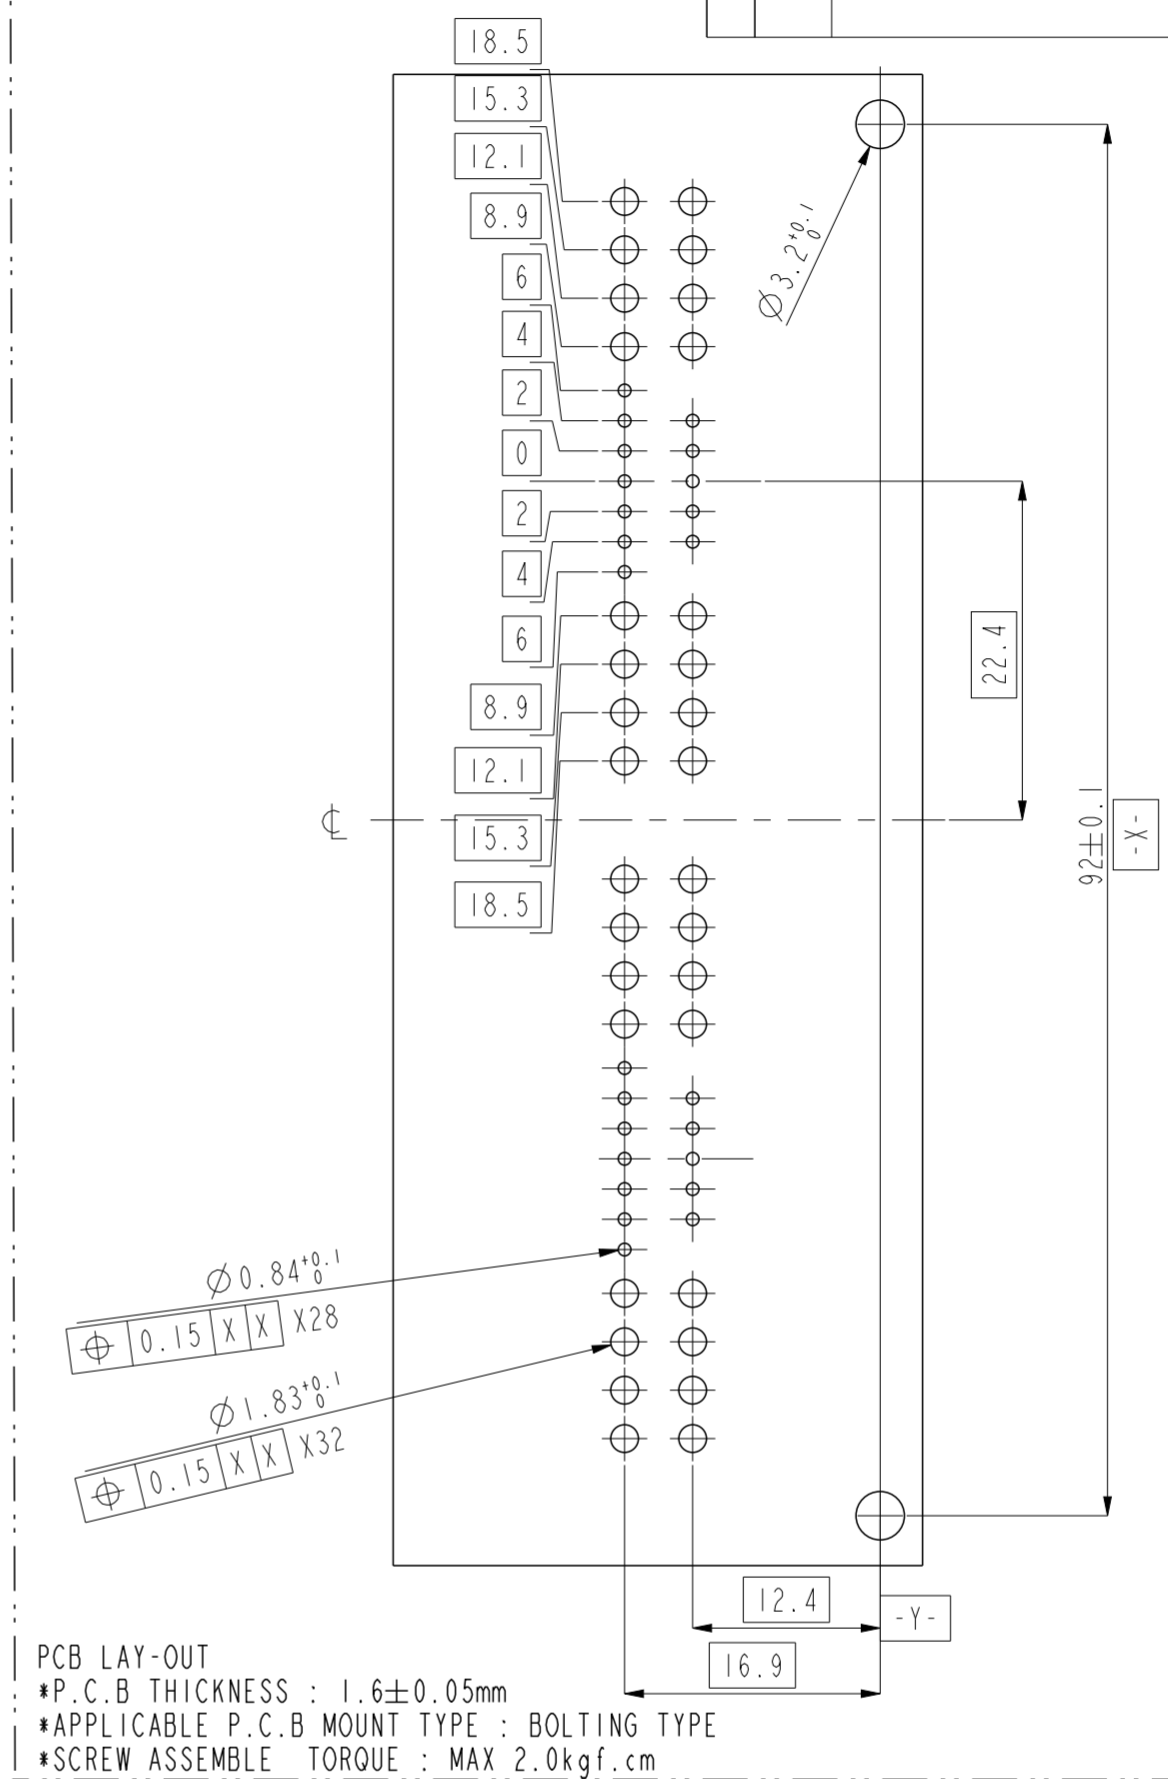 18.5
15.3
12.1
8.9
6
4
2
0
2
4
6
8.9
12.1
15.3
18.5
Ø3.2+0.1 0
22.4
92±0.1
-X-
℄
Ø0.84+0.1 0
⌖ 0.15 X X X28
Ø1.83+0.1 0
⌖ 0.15 X X X32
12.4
-Y-
16.9
PCB LAY-OUT
*P.C.B THICKNESS : 1.6±0.05mm
*APPLICABLE P.C.B MOUNT TYPE : BOLTING TYPE
*SCREW ASSEMBLE TORQUE : MAX 2.0kgf.cm